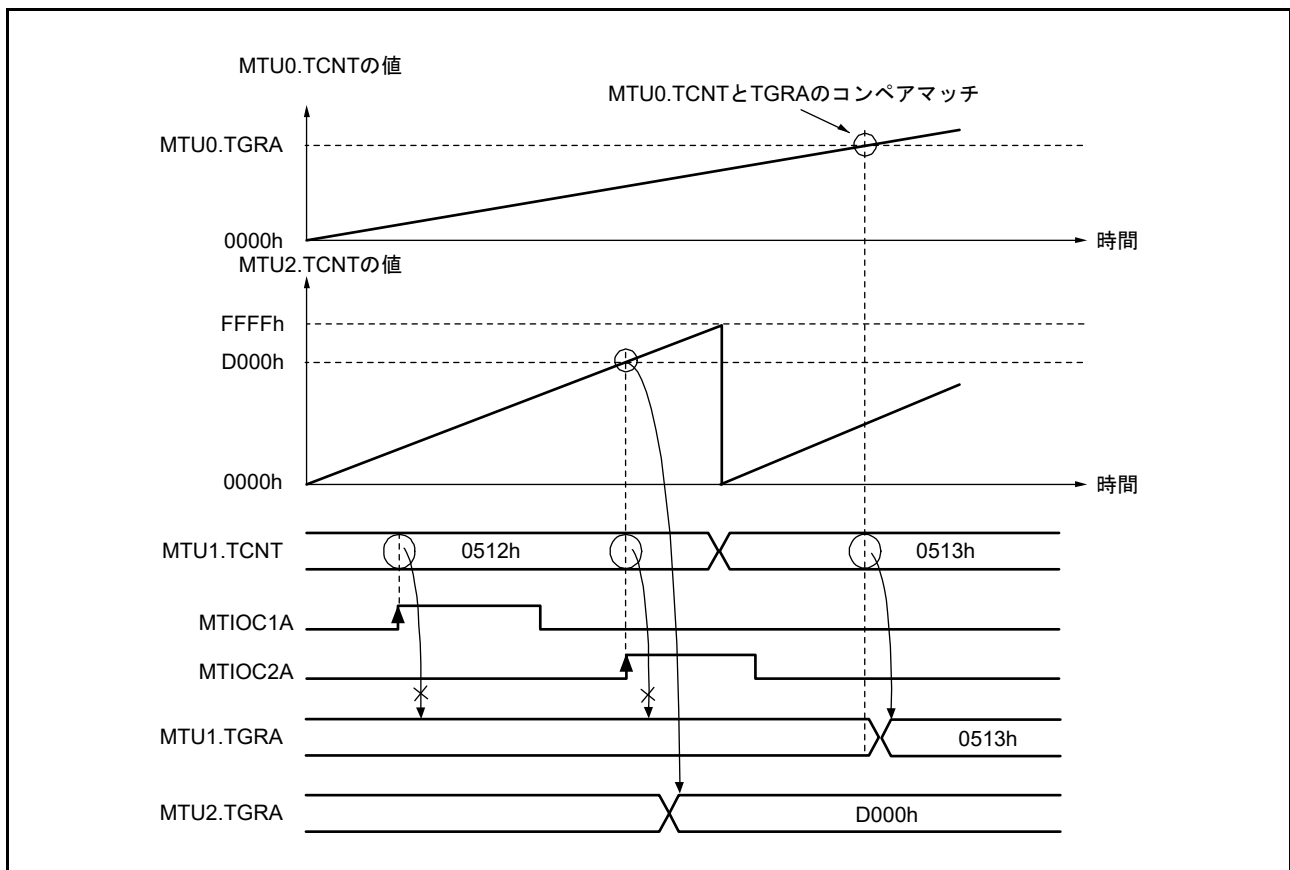 MTU0.TCNTの値
MTU0.TCNTとTGRAのコンペアマッチ
MTU0.TGRA
0000h
時間
MTU2.TCNTの値
FFFFh
D000h
0000h
時間
MTU1.TCNT
0512h
0513h
MTIOC1A
MTIOC2A
MTU1.TGRA
0513h
MTU2.TGRA
D000h